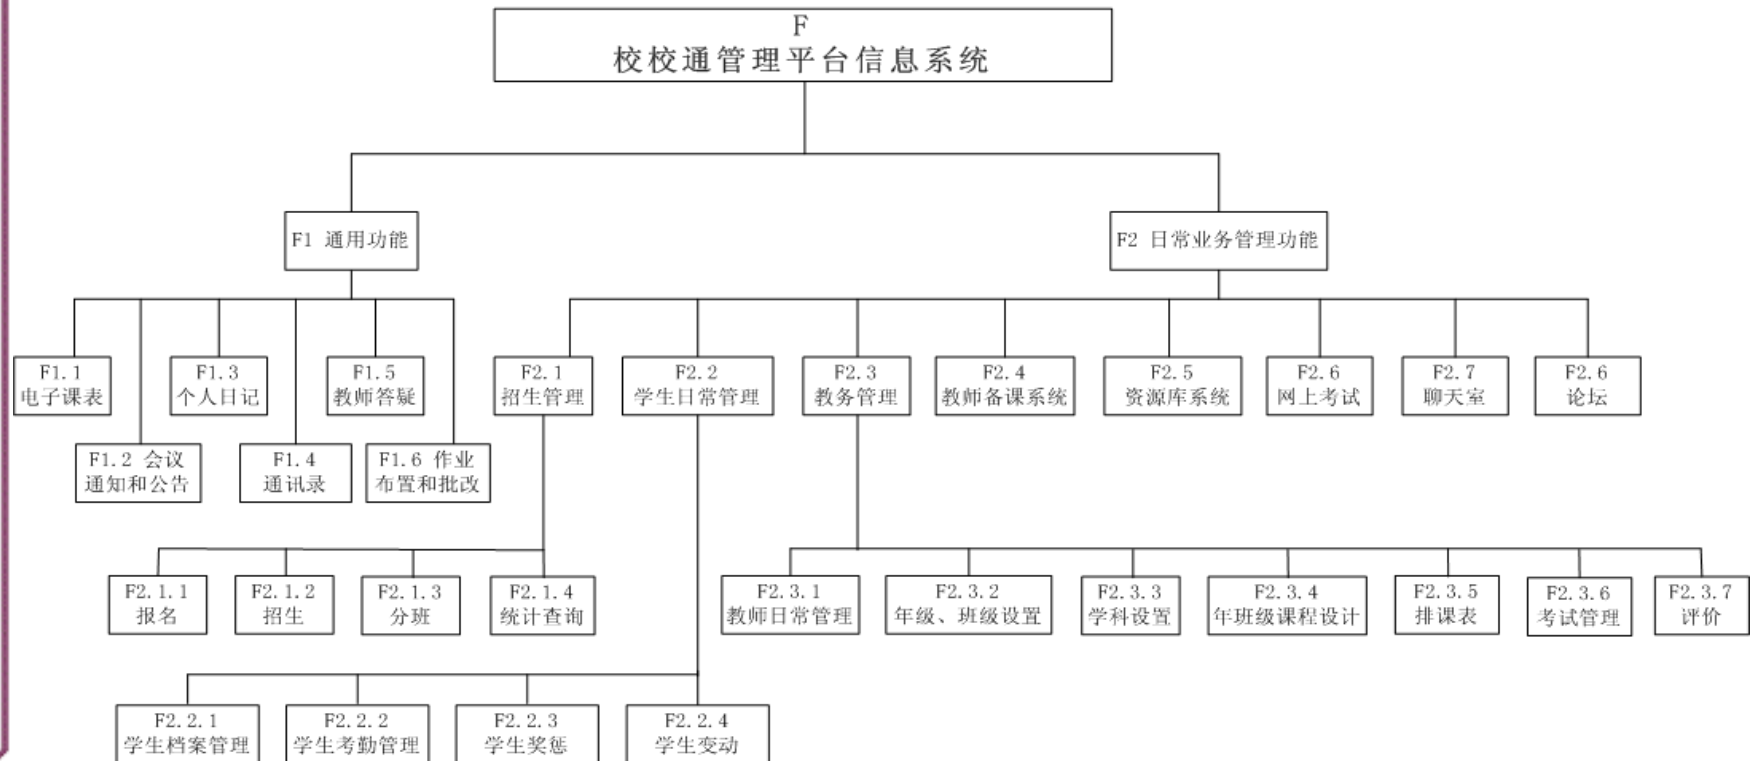 F
校校通管理平台信息系统
F1 通用功能
F2 日常业务管理功能
F1.1
电子课表
F1.3
个人日记
F1.5
教师答疑
F2.1
招生管理
F2.2
学生日常管理
F2.3
教务管理
F2.4
教师备课系统
F2.5
资源库系统
F2.6
网上考试
F2.7
聊天室
F2.6
论坛
F1.2 会议
通知和公告
F1.4
通讯录
F1.6 作业
布置和批改
F2.1.1
报名
F2.1.2
招生
F2.1.3
分班
F2.1.4
统计查询
F2.3.1
教师日常管理
F2.3.2
年级、班级设置
F2.3.3
学科设置
F2.3.4
年班级课程设计
F2.3.5
排课表
F2.3.6
考试管理
F2.3.7
评价
F2.2.1
学生档案管理
F2.2.2
学生考勤管理
F2.2.3
学生奖惩
F2.2.4
学生变动